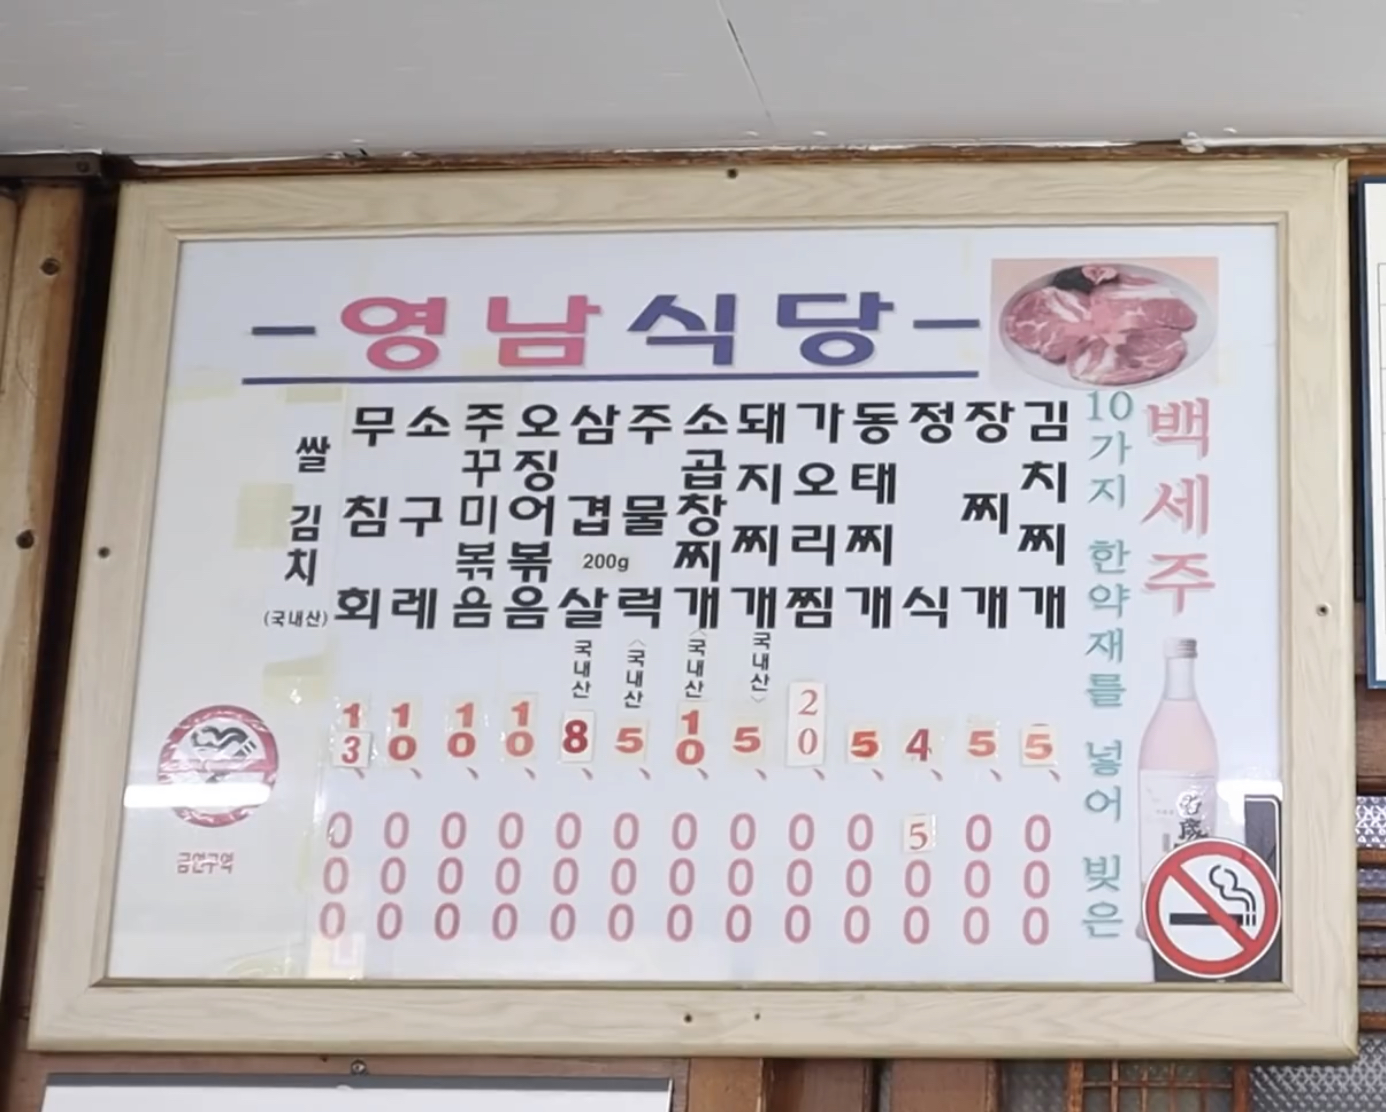 -영남식당-
백세주
10가지 한약재를 넣어 빚은
김치찌개 5,000
장찌개 5,000
정식 4,500
동태찌개 5,000
가오리찜 20,000
돼지찌개 <국내산> 5,000
소곱창찌개 <국내산 10,000
주물럭 <국내산 5,000
삼겹살 200g 국내산 8,000
오징어볶음 10,000
주꾸미볶음 10,000
소구레 10,000
무침회 13,000
쌀 김치 (국내산)
금연구역